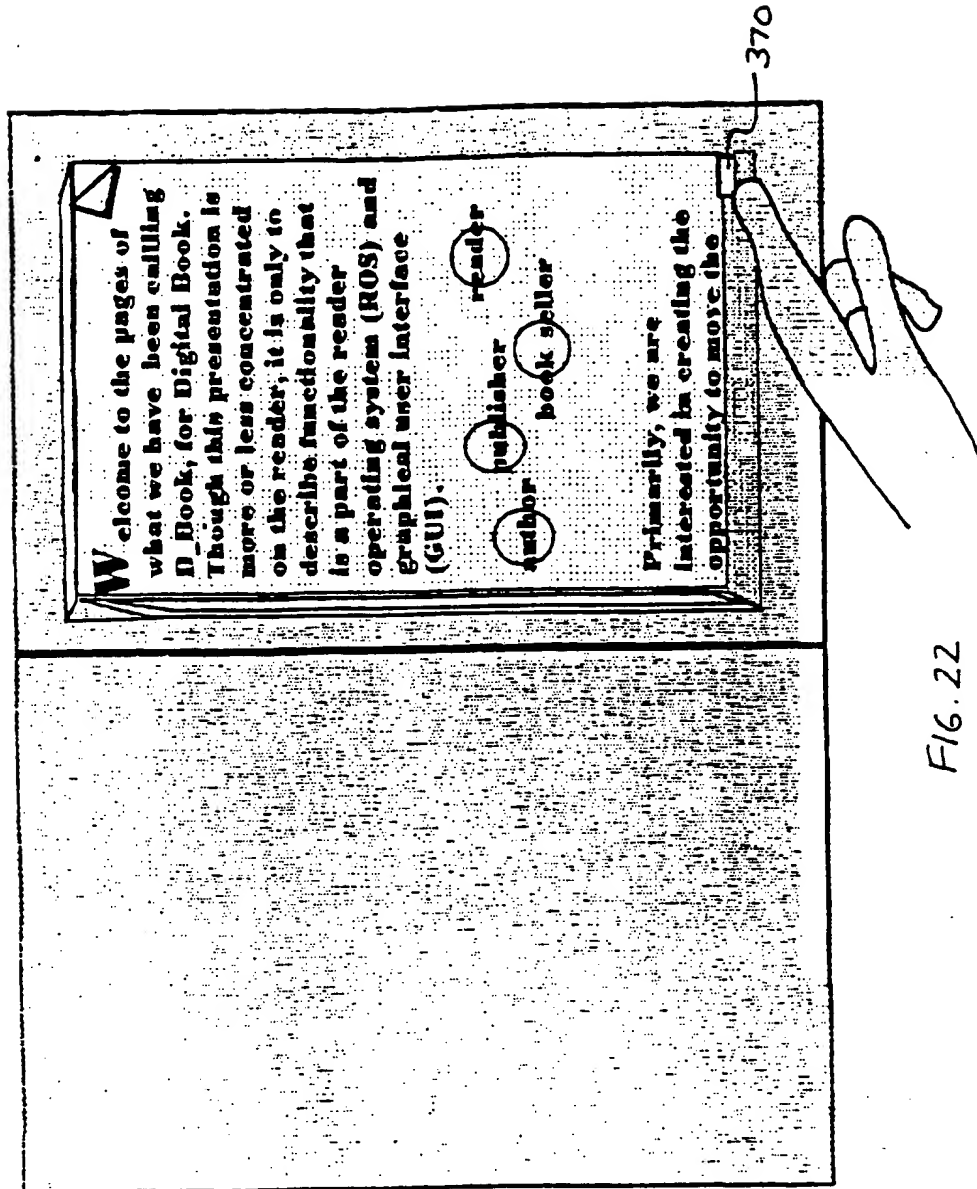 Welcome to the pages of
what we have been calling
D_Book, for Digital Book.
Though this presentation is
more or less concentrated
on the reader, it is only to
describe functionality that
is a part of the reader
operating system (ROS) and
graphical user interface
(GUI).
author publisher reader
book seller
Primarily, we are
interested in creating the
opportunity to move the
370
FIG. 22